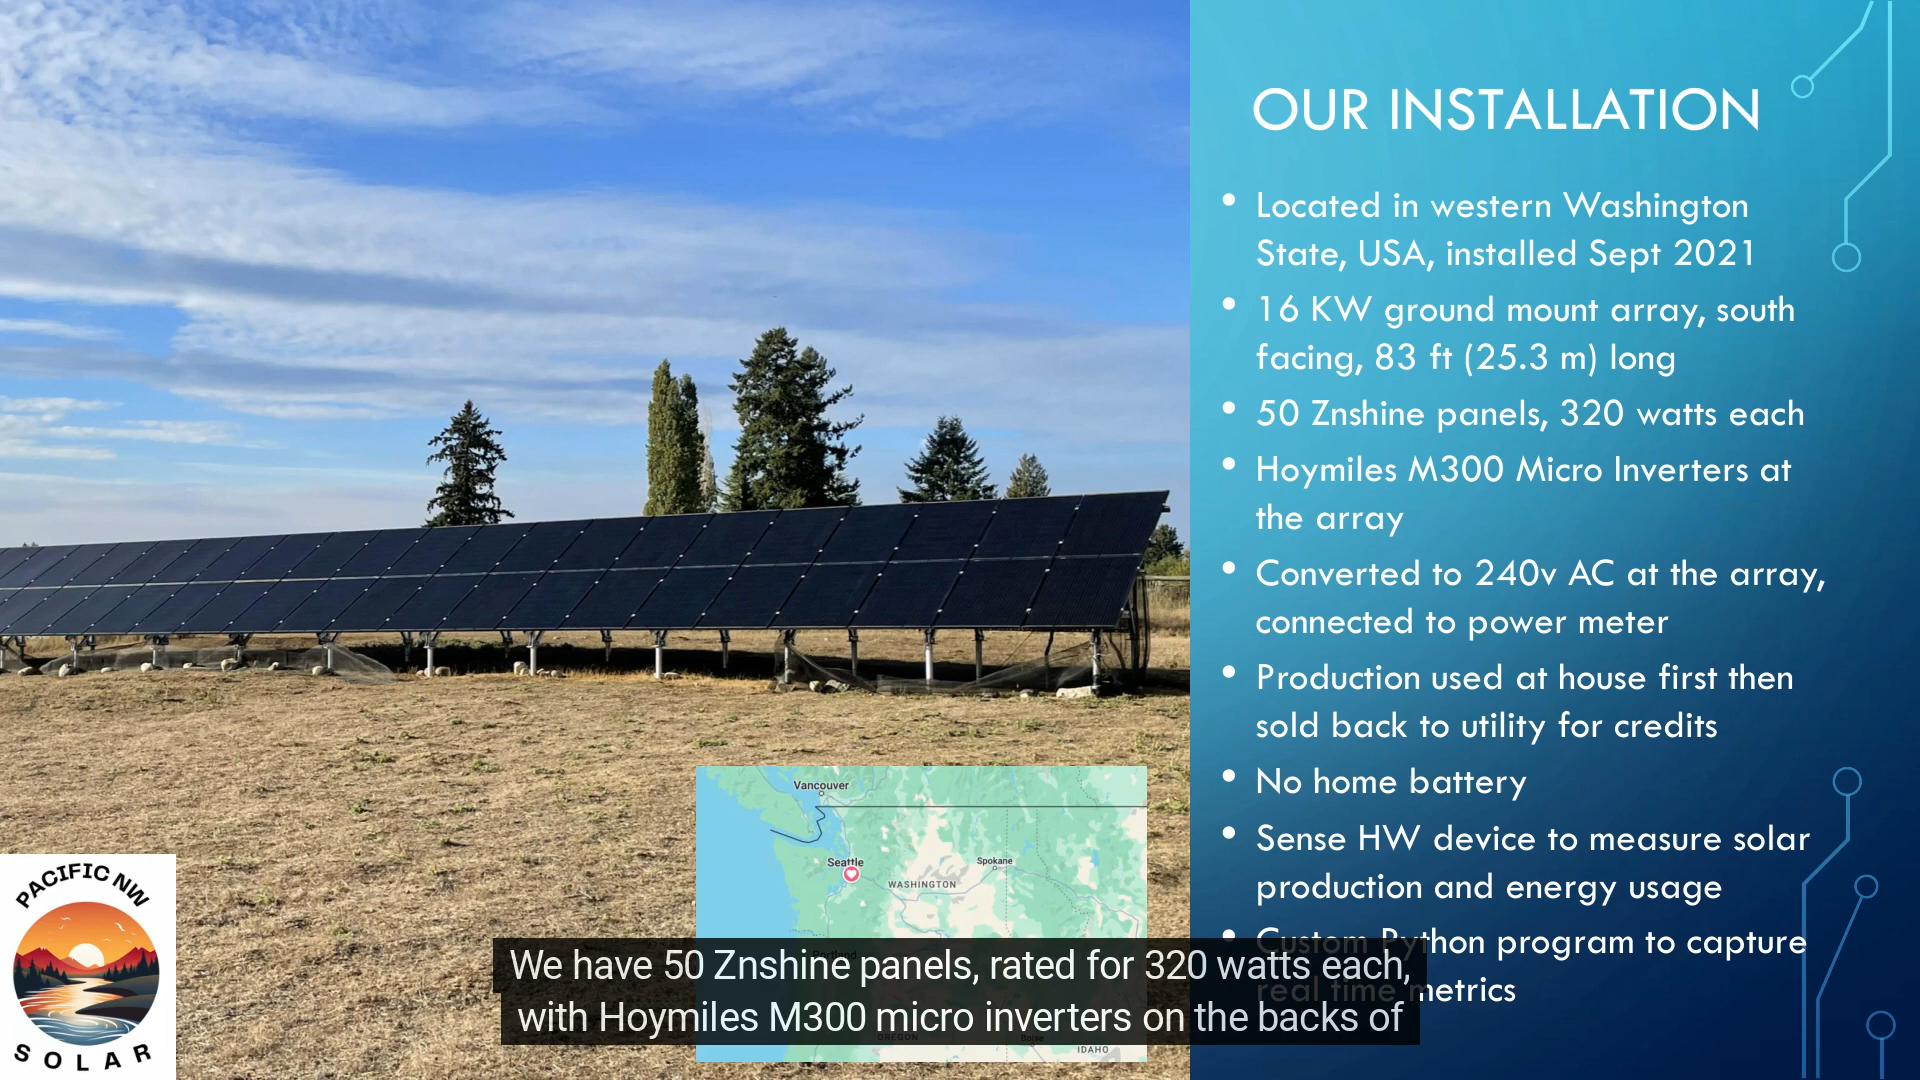 OUR INSTALLATION
• Located in western Washington
State, USA, installed Sept 2021
• 16 KW ground mount array, south
facing, 83 ft (25.3 m) long
• 50 Znshine panels, 320 watts each
• Hoymiles M300 Micro Inverters at
the array
• Converted to 240v AC at the array,
connected to power meter
• Production used at house first then
sold back to utility for credits
• No home battery
• Sense HW device to measure solar
production and energy usage
• Custom Python program to capture
real time metrics
Vancouver
Seattle
Spokane
WASHINGTON
Portland
OREGON
Boise
IDAHO
PACIFIC NW
SOLAR
We have 50 Znshine panels, rated for 320 watts each,
with Hoymiles M300 micro inverters on the backs of